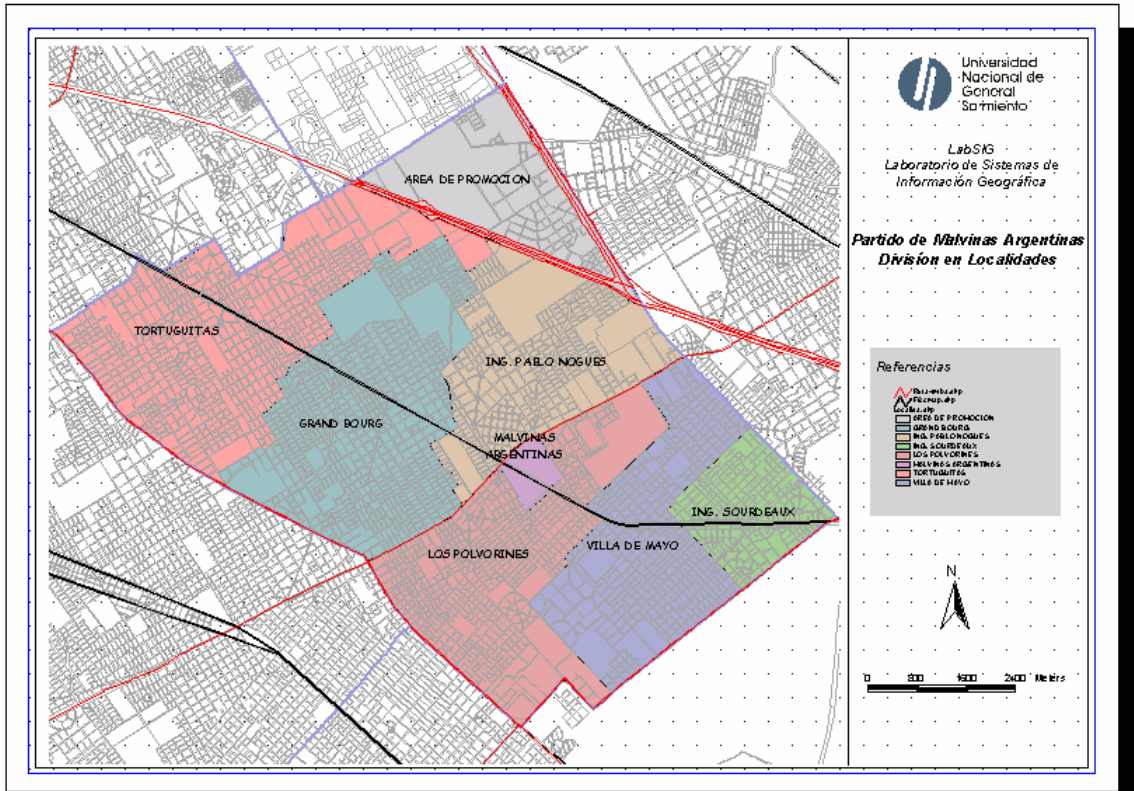 AREA DE PROMOCION
TORTUGUITAS
ING. PABLO NOGUES
GRAND BOURG
MALVINAS
ARGENTINAS
ING. SOURDEAUX
LOS POLVORINES
VILLA DE MAYO
Universidad
Nacional de
General
Sarmiento
LabSIG
Laboratorio de Sistemas de
Información Geográfica
Partido de Malvinas Argentinas
Division en Localidades
Referencias
AREA DE PROMOCION
GRAND BOURG
ING. PABLO NOGUES
ING. SOURDEAUX
LOS POLVORINES
MALVINAS ARGENTINAS
TORTUGUITAS
VILLA DE MAYO
N
0 800 1600 2400 Meters